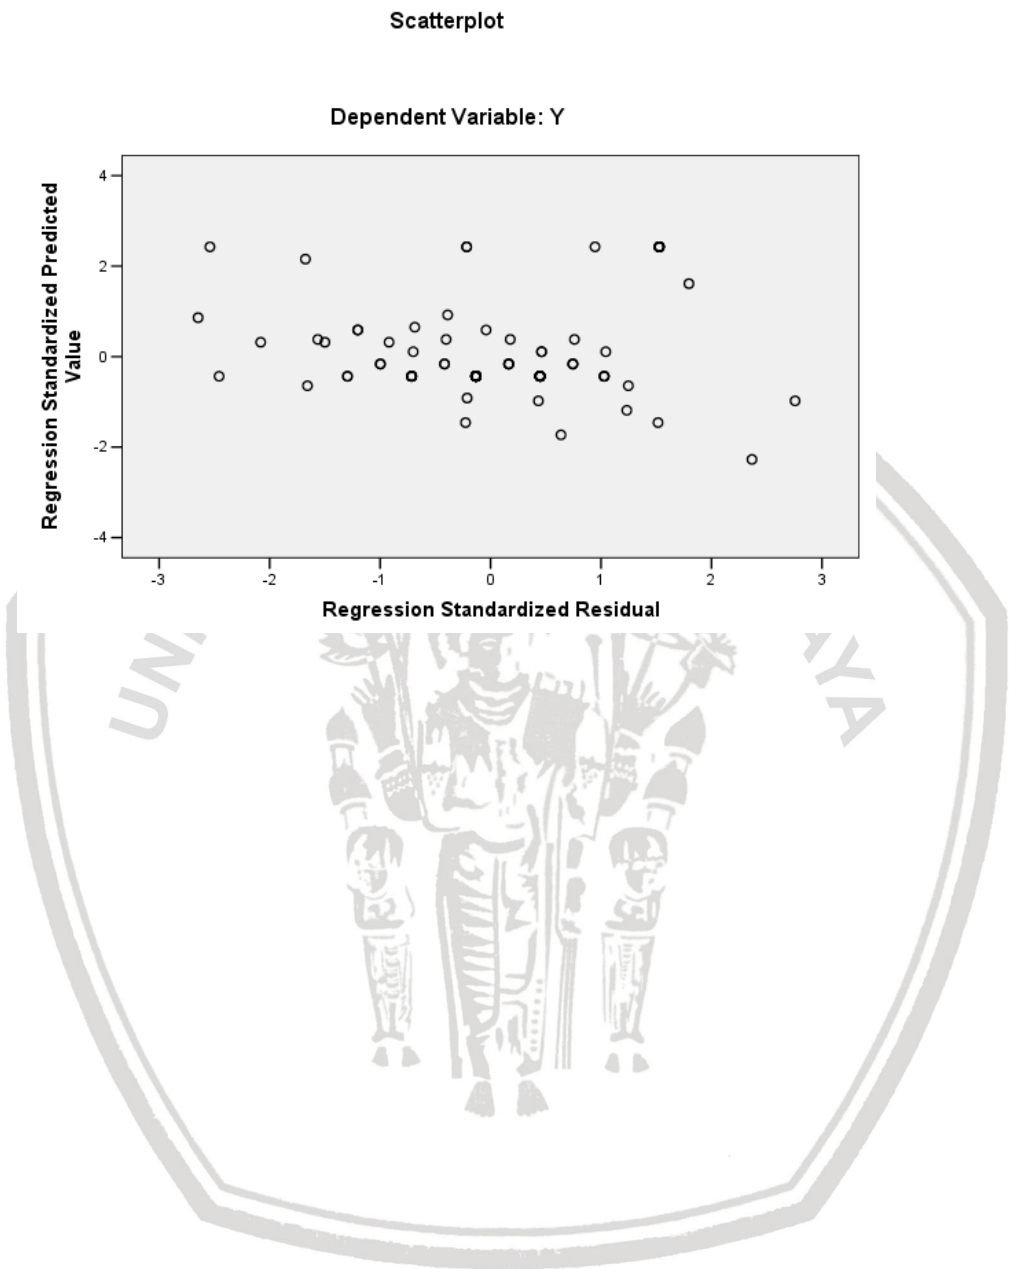 Scatterplot
Dependent Variable: Y
Regression Standardized Predicted
Value
4
2
0
-2
-4
-3
-2
-1
0
1
2
3
Regression Standardized Residual